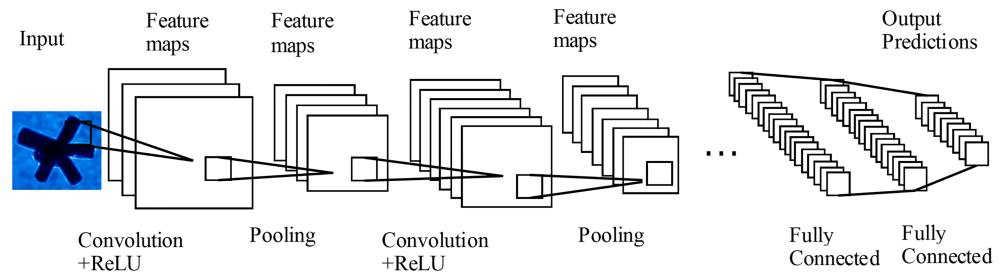 Input
Feature
maps
Feature
maps
Feature
maps
Feature
maps
Output
Predictions
...
Convolution
+ReLU
Pooling
Convolution
+ReLU
Pooling
Fully
Connected
Fully
Connected